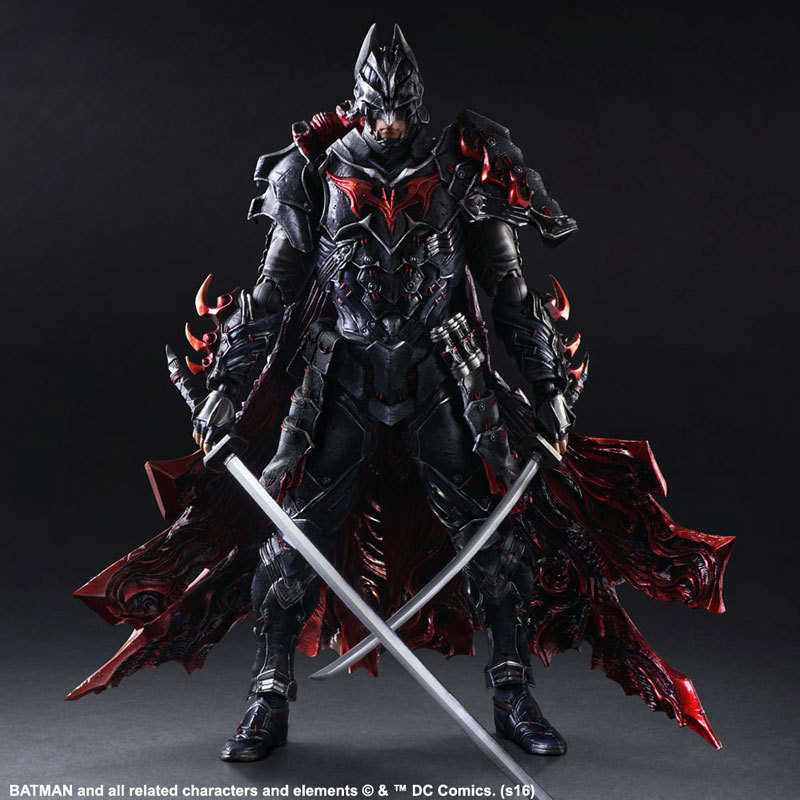 BATMAN and all related characters and elements © & ™ DC Comics. (s16)